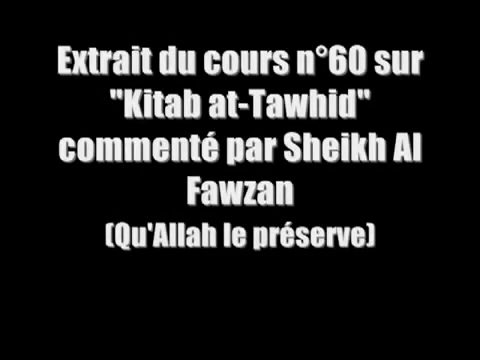 Extrait du cours n°60 sur
"Kitab at-Tawhid"
commenté par Sheikh Al
Fawzan
(Qu'Allah le préserve)